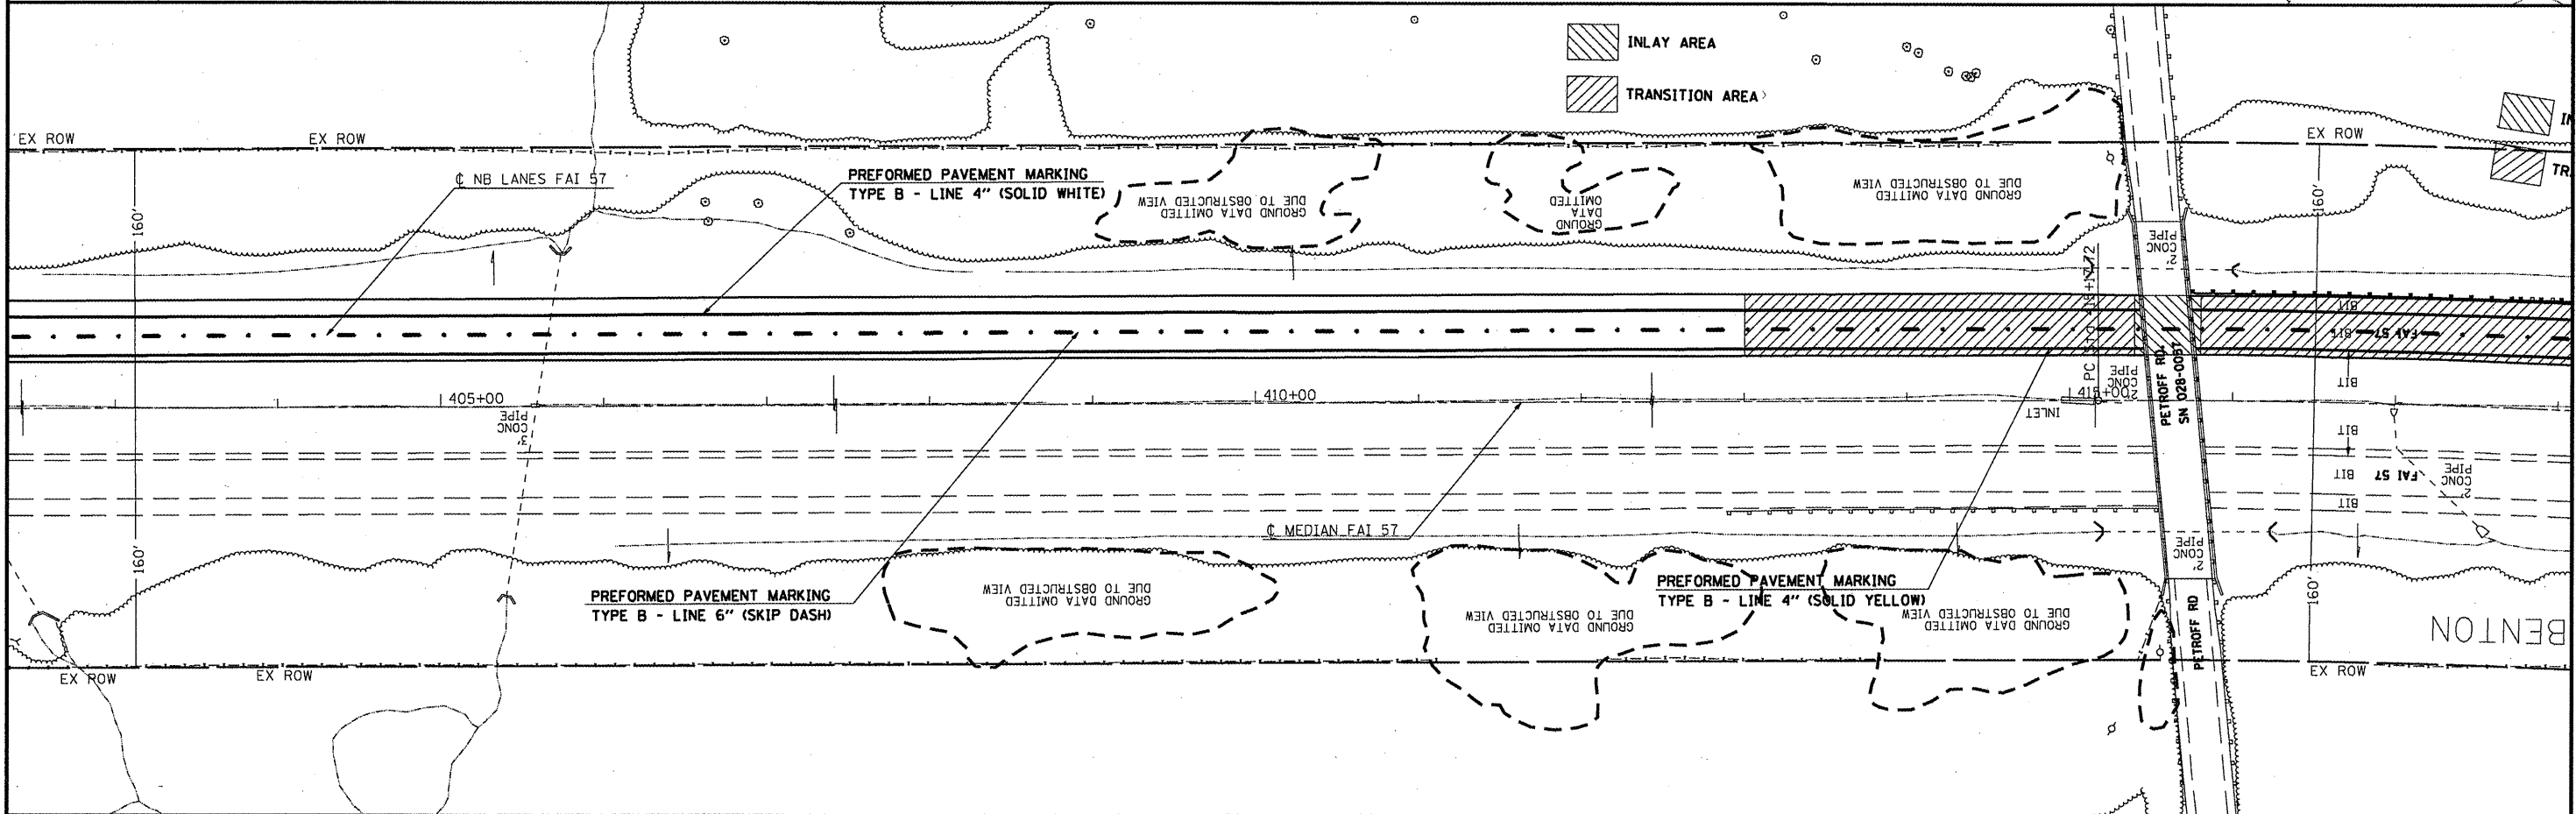 INLAY AREA
TRANSITION AREA
EX ROW
EX ROW
EX ROW
160'
160'
℄ NB LANES FAI 57
PREFORMED PAVEMENT MARKING
TYPE B - LINE 4" (SOLID WHITE)
GROUND DATA OMITTED
DUE TO OBSTRUCTED VIEW
GROUND
DATA
OMITTED
GROUND DATA OMITTED
DUE TO OBSTRUCTED VIEW
2'
CONC
PIPE
BIT
BIT
FAI 57
BIT
PETROFF RD.
405+00
410+00
415+00
3'
CONC
PIPE
INLET
CONC
PIPE
BIT
BIT
FAI 57
BIT
2'
CONC
PIPE
℄ MEDIAN FAI 57
2'
CONC
PIPE
PREFORMED PAVEMENT MARKING
TYPE B - LINE 6" (SKIP DASH)
GROUND DATA OMITTED
DUE TO OBSTRUCTED VIEW
GROUND DATA OMITTED
DUE TO OBSTRUCTED VIEW
PREFORMED PAVEMENT MARKING
TYPE B - LINE 4" (SOLID YELLOW)
GROUND DATA OMITTED
DUE TO OBSTRUCTED VIEW
160'
160'
PETROFF RD
BENTON
EX ROW
EX ROW
EX ROW